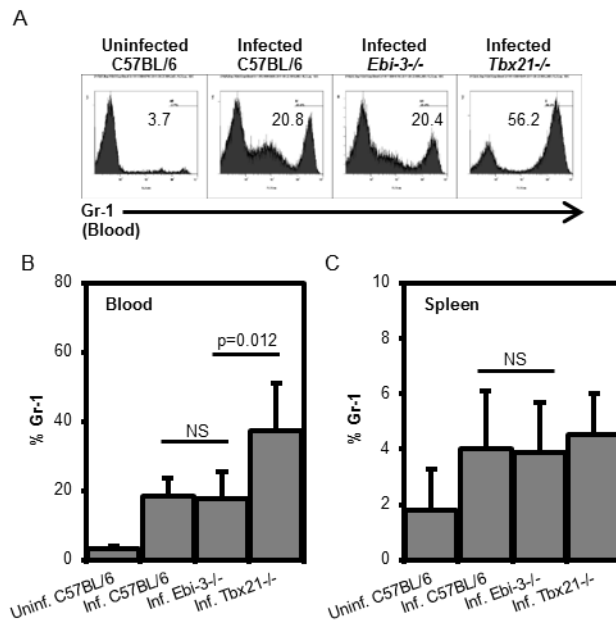 A
Uninfected C57BL/6
Infected C57BL/6
Infected Ebi-3-/-
Infected Tbx21-/-
3.7
20.8
20.4
56.2
Gr-1
(Blood)
B
Blood
% Gr-1
80
60
40
20
0
p=0.012
NS
Uninf. C57BL/6
Inf. C57BL/6
Inf. Ebi-3-/-
Inf. Tbx21-/-
C
Spleen
% Gr-1
10
8
6
4
2
0
NS
Uninf. C57BL/6
Inf. C57BL/6
Inf. Ebi-3-/-
Inf. Tbx21-/-